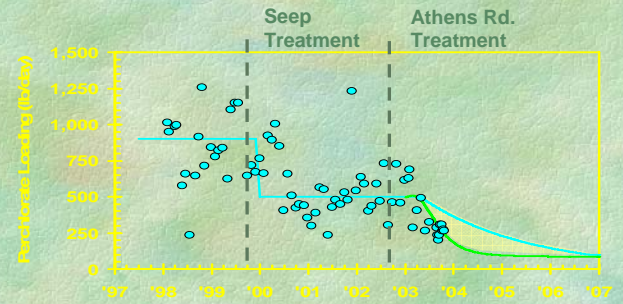 Seep
Treatment
Athens Rd.
Treatment
Perchlorate Loading (lb/day)
1,500
1,250
1,000
750
500
250
0
'97 '98 '99 '00 '01 '02 '03 '04 '05 '06 '07